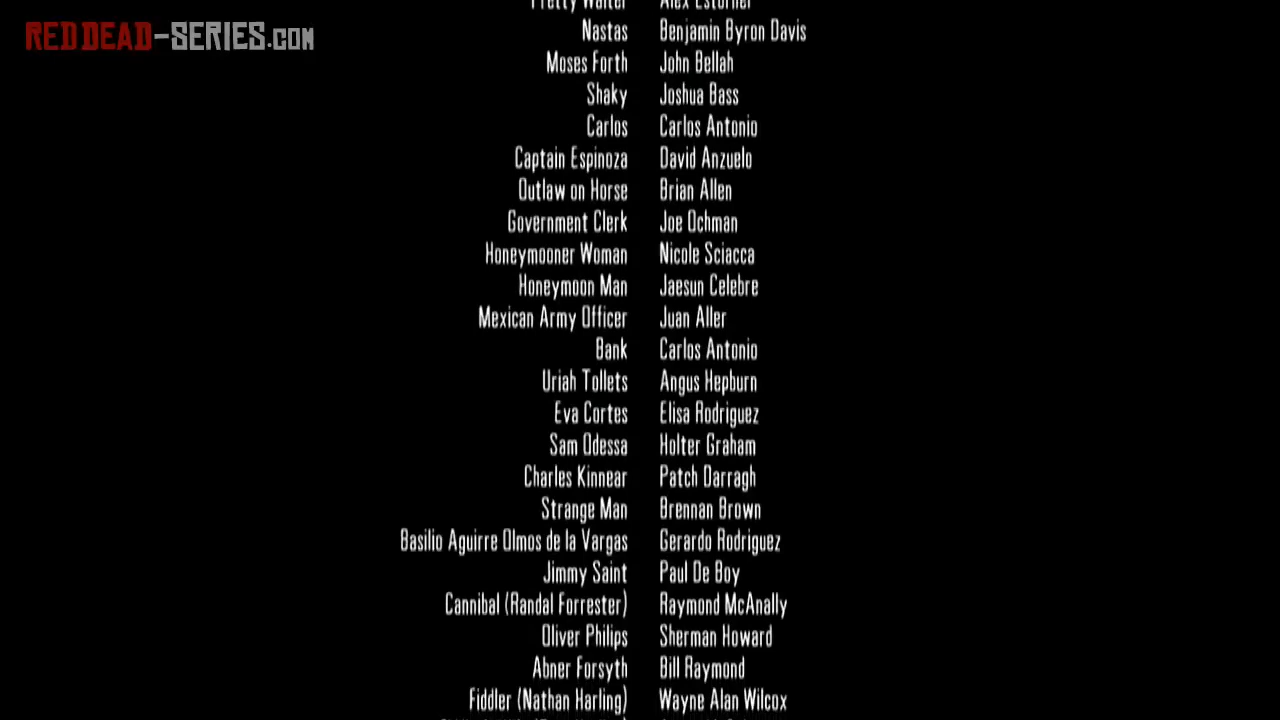 RED DEAD-SERIES.COM
Nastas Benjamin Byron Davis
Moses Forth John Bellah
Shaky Joshua Bass
Carlos Carlos Antonio
Captain Espinoza David Anzuelo
Outlaw on Horse Brian Allen
Government Clerk Joe Ochman
Honeymooner Woman Nicole Sciacca
Honeymoon Man Jaesun Celebre
Mexican Army Officer Juan Aller
Bank Carlos Antonio
Uriah Tollets Angus Hepburn
Eva Cortes Elisa Rodriguez
Sam Odessa Holter Graham
Charles Kinnear Patch Darragh
Strange Man Brennan Brown
Basilio Aguirre Olmos de la Vargas Gerardo Rodriguez
Jimmy Saint Paul De Boy
Cannibal (Randal Forrester) Raymond McAnally
Oliver Philips Sherman Howard
Abner Forsyth Bill Raymond
Fiddler (Nathan Harling) Wayne Alan Wilcox